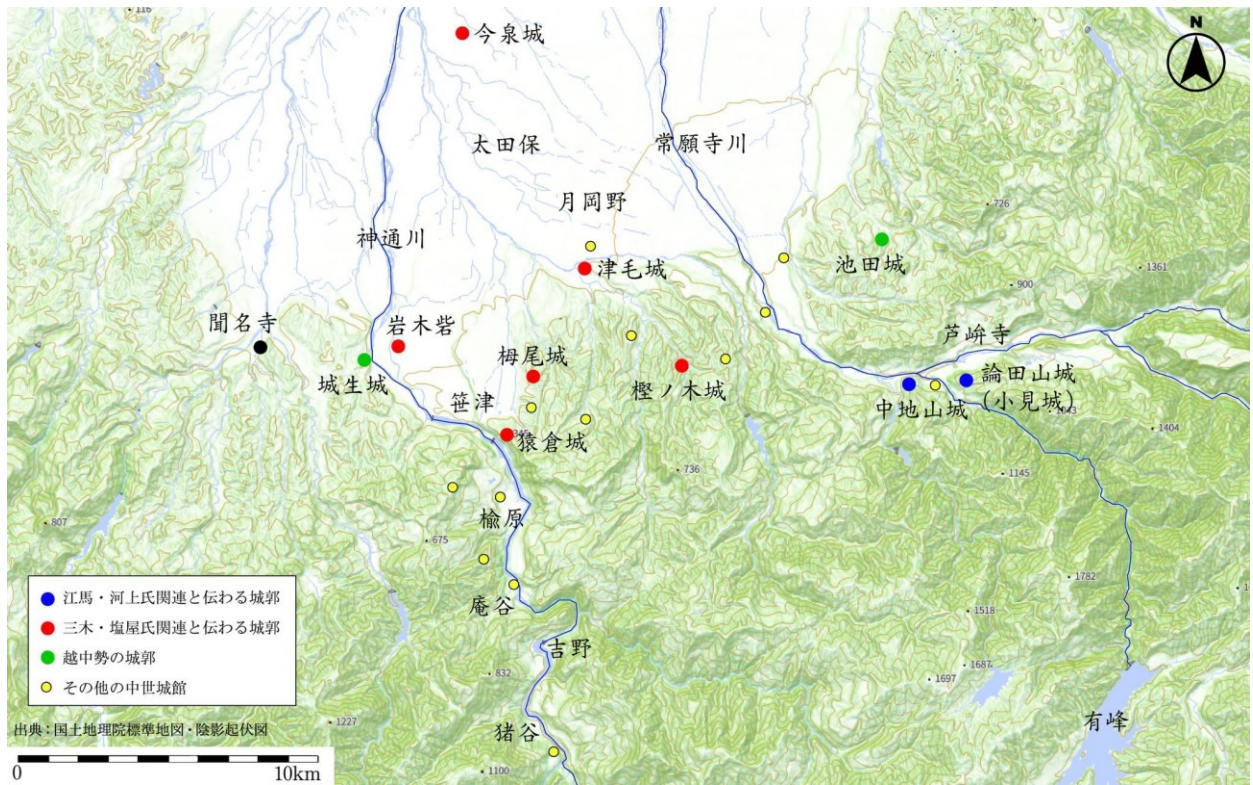 116
N
今泉城
太田保
常願寺川
月岡野
726
神通川
津毛城
池田城
1361
900
聞名寺
岩木砦
芦峅寺
城生城
栂尾城
樫ノ木城
論田山城
(小見城)
中地山城
1043
笹津
345
猿倉城
1404
736
1145
807
楡原
675
1782
庵谷
1518
吉野
832
1687
1697
1227
有峰
猪谷
1100
江馬・河上氏関連と伝わる城郭
三木・塩屋氏関連と伝わる城郭
越中勢の城郭
その他の中世城館
出典：国土地理院標準地図・陰影起伏図
0 10km